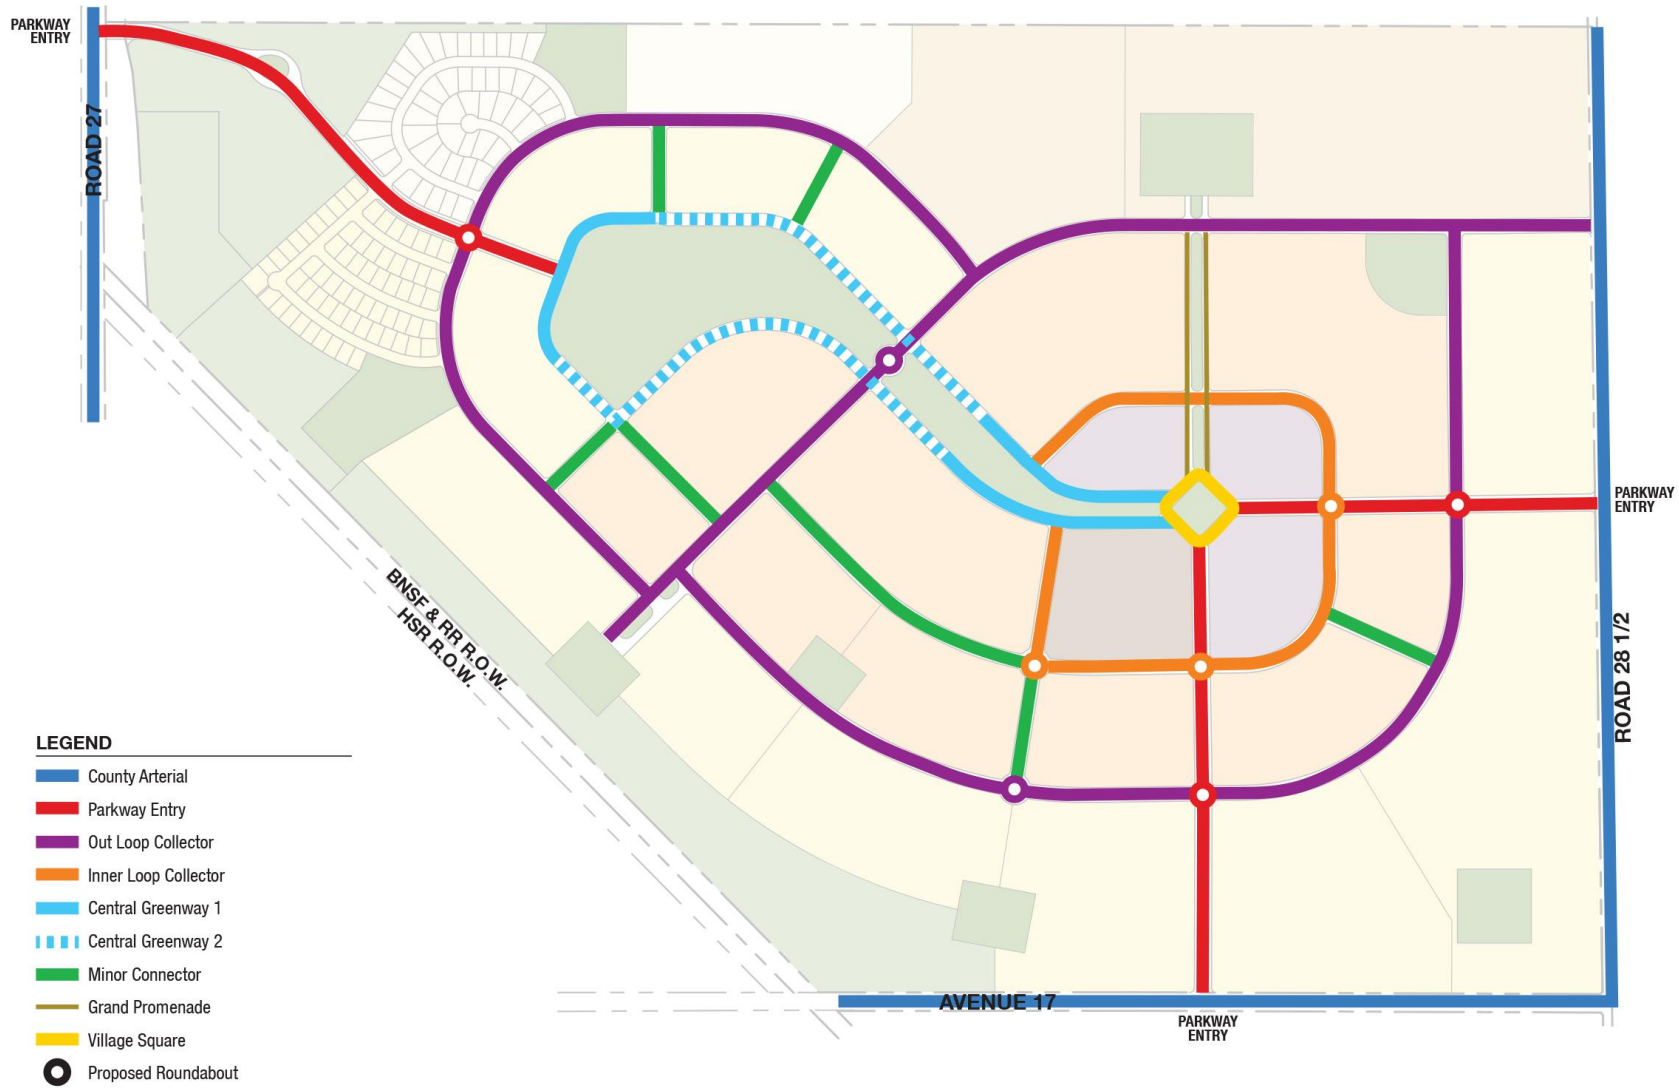 PARKWAY
ENTRY
ROAD 27
PARKWAY
ENTRY
BNSF & RR R.O.W.
HSR R.O.W.
ROAD 28 1/2
LEGEND
County Arterial
Parkway Entry
Out Loop Collector
Inner Loop Collector
Central Greenway 1
Central Greenway 2
Minor Connector
Grand Promenade
Village Square
Proposed Roundabout
AVENUE 17
PARKWAY
ENTRY